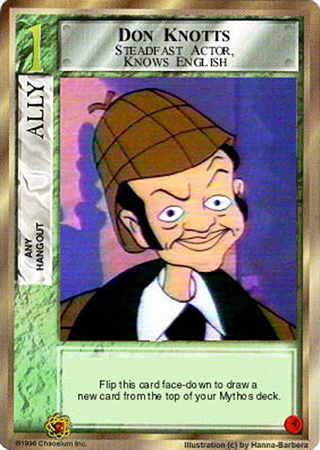 1
DON KNOTTS
STEADFAST ACTOR,
KNOWS ENGLISH
ALLY
ANY
HANGOUT
Flip this card face-down to draw a
new card from the top of your Mythos deck.
©1996 Chaosium Inc.
Illustration (c) by Hanna-Barbera